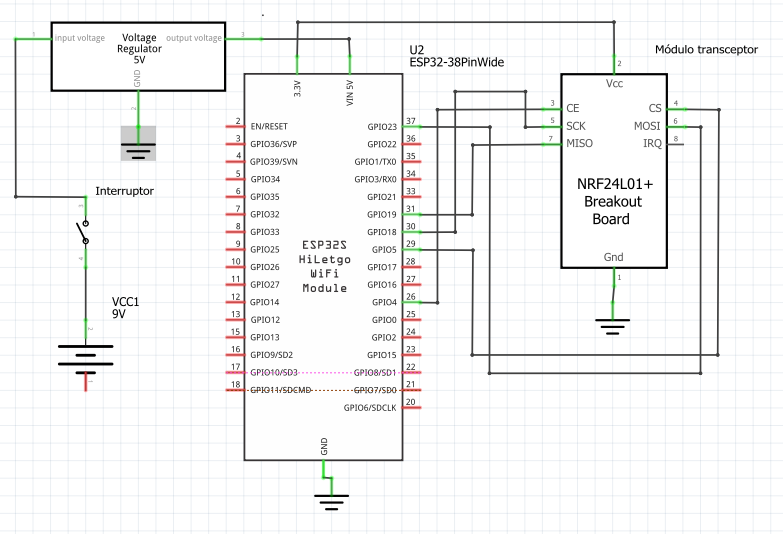 input voltage
Voltage
Regulator
5V
output voltage
1
3
GND
2
U2
ESP32-38PinWide
3.3V
VIN 5V
Módulo transceptor
2
Vcc
3 CE
5 SCK
7 MISO
CS 4
MOSI 6
IRQ 8
NRF24L01+
Breakout
Board
Gnd
1
2 EN/RESET
3 GPIO36/SVP
4 GPIO39/SVN
5 GPIO34
6 GPIO35
7 GPIO32
8 GPIO33
9 GPIO25
10 GPIO26
11 GPIO27
12 GPIO14
13 GPIO12
15 GPIO13
16 GPIO9/SD2
17 GPIO10/SD3
18 GPIO11/SDCMD
GPIO23 37
GPIO22 36
GPIO1/TX0 35
GPIO3/RX0 34
GPIO21 33
GPIO19 31
GPIO18 30
GPIO5 29
GPIO17 28
GPIO16 27
GPIO4 26
GPIO0 25
GPIO2 24
GPIO15 23
GPIO8/SD1 22
GPIO7/SD0 21
GPIO6/SDCLK 20
ESP32S
HiLetgo
WiFi
Module
GND
Interruptor
VCC1
9V